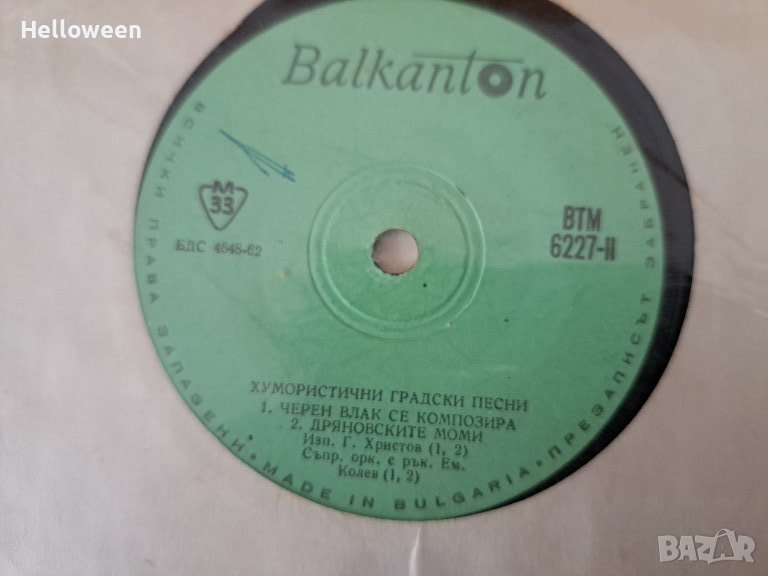 Helloween
Balkanton
ВСИЧКИ ПРАВА ЗАПАЗЕНИ • MADE IN BULGARIA • ПРЕЗАПИСЪТ ЗАБРАНЕН
М
33
БДС 4648-62
ВТМ
6227-II
ХУМОРИСТИЧНИ ГРАДСКИ ПЕСНИ
1. ЧЕРЕН ВЛАК СЕ КОМПОЗИРА
2. ДРЯНОВСКИТЕ МОМИ
Изп. Г. Христов (1, 2)
Съпр. орк. с рък. Ем.
Колев (1, 2)
BAZAR